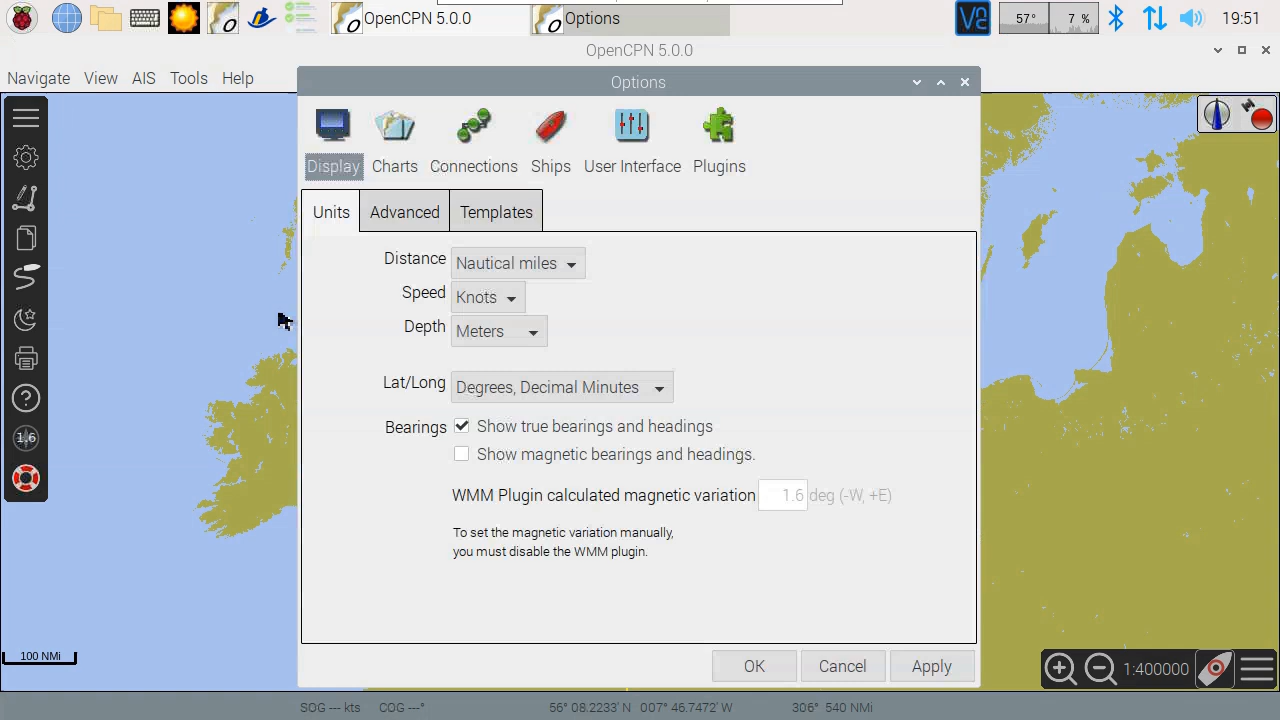 OpenCPN 5.0.0
Options
57°
7 %
19:51
OpenCPN 5.0.0
Navigate View AIS Tools Help
Options
Display Charts Connections Ships User Interface Plugins
Units Advanced Templates
Distance Nautical miles
Speed Knots
Depth Meters
Lat/Long Degrees, Decimal Minutes
Bearings Show true bearings and headings
Show magnetic bearings and headings.
WMM Plugin calculated magnetic variation 1.6 deg (-W, +E)
To set the magnetic variation manually,
you must disable the WMM plugin.
1.6
OK Cancel Apply
100 NMi
1:400000
SOG --- kts COG ---° 56° 08.2233' N 007° 46.7472' W 306° 540 NMi